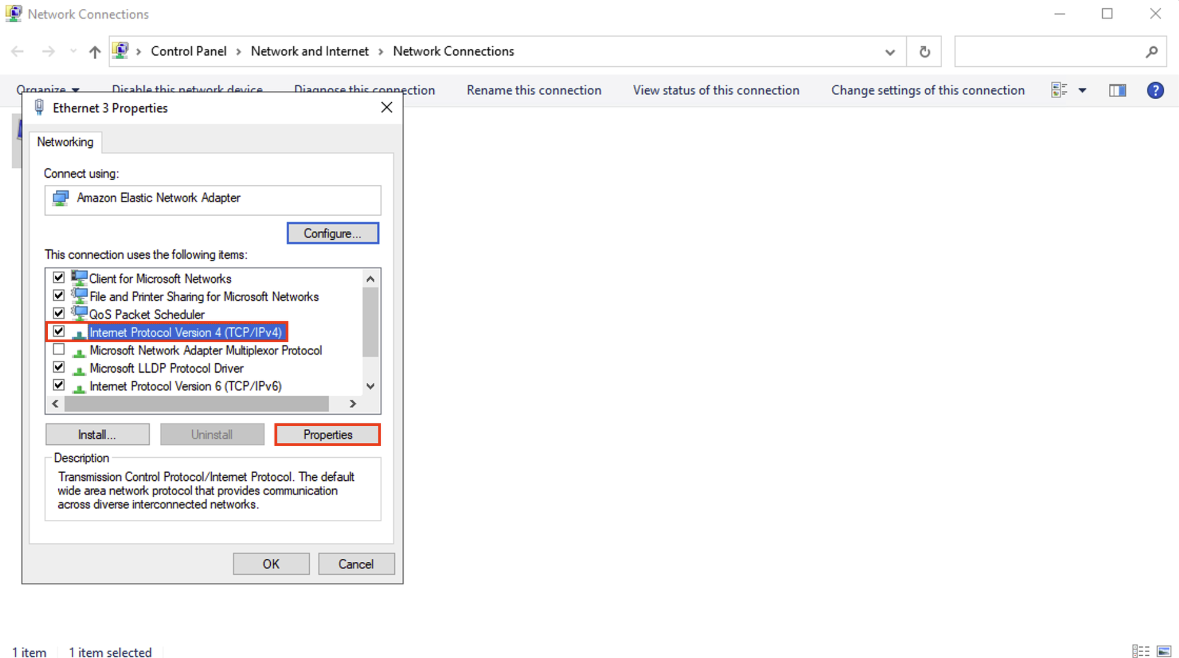 Network Connections
Control Panel > Network and Internet > Network Connections
Organize Disable this network device Diagnose this connection Rename this connection View status of this connection Change settings of this connection
Ethernet 3 Properties
Networking
Connect using:
Amazon Elastic Network Adapter
Configure...
This connection uses the following items:
Client for Microsoft Networks
File and Printer Sharing for Microsoft Networks
QoS Packet Scheduler
Internet Protocol Version 4 (TCP/IPv4)
Microsoft Network Adapter Multiplexor Protocol
Microsoft LLDP Protocol Driver
Internet Protocol Version 6 (TCP/IPv6)
Install... Uninstall Properties
Description
Transmission Control Protocol/Internet Protocol. The default
wide area network protocol that provides communication
across diverse interconnected networks.
OK Cancel
1 item 1 item selected